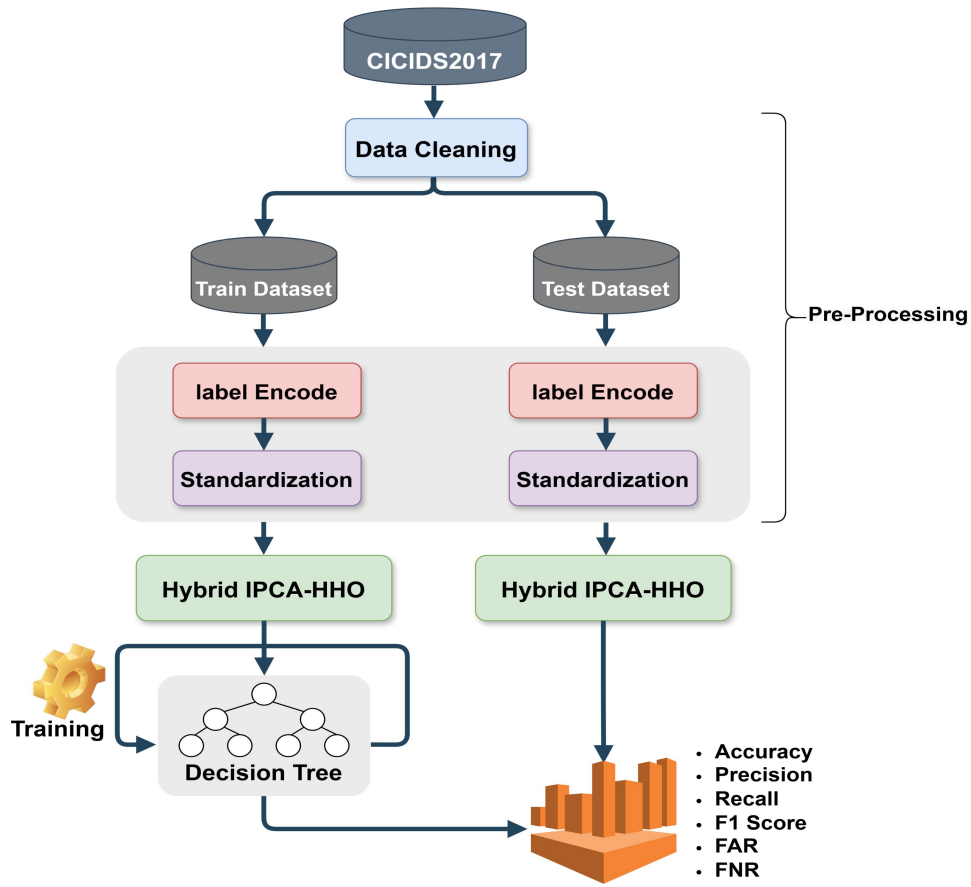 CICIDS2017
Data Cleaning
Train Dataset
Test Dataset
Pre-Processing
label Encode
label Encode
Standardization
Standardization
Hybrid IPCA-HHO
Hybrid IPCA-HHO
Training
Decision Tree
• Accuracy
• Precision
• Recall
• F1 Score
• FAR
• FNR